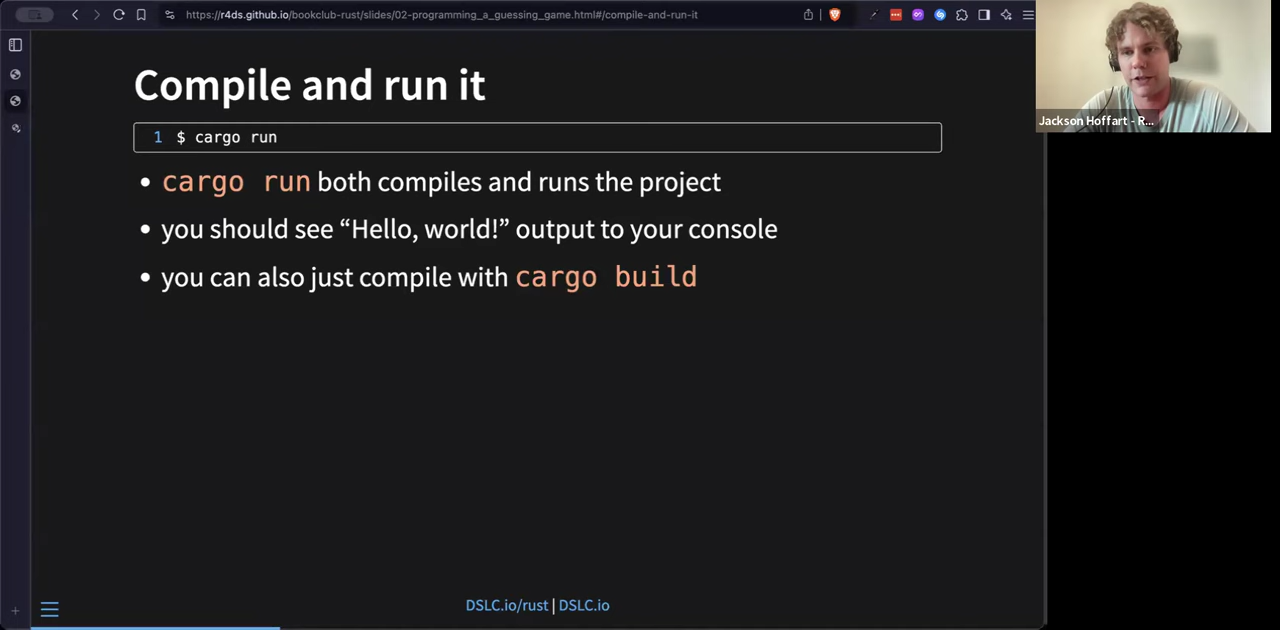 https://r4ds.github.io/bookclub-rust/slides/02-programming_a_guessing_game.html#/compile-and-run-it
Compile and run it
1 $ cargo run
• cargo run both compiles and runs the project
• you should see “Hello, world!” output to your console
• you can also just compile with cargo build
Jackson Hoffart - R...
DSLC.io/rust | DSLC.io